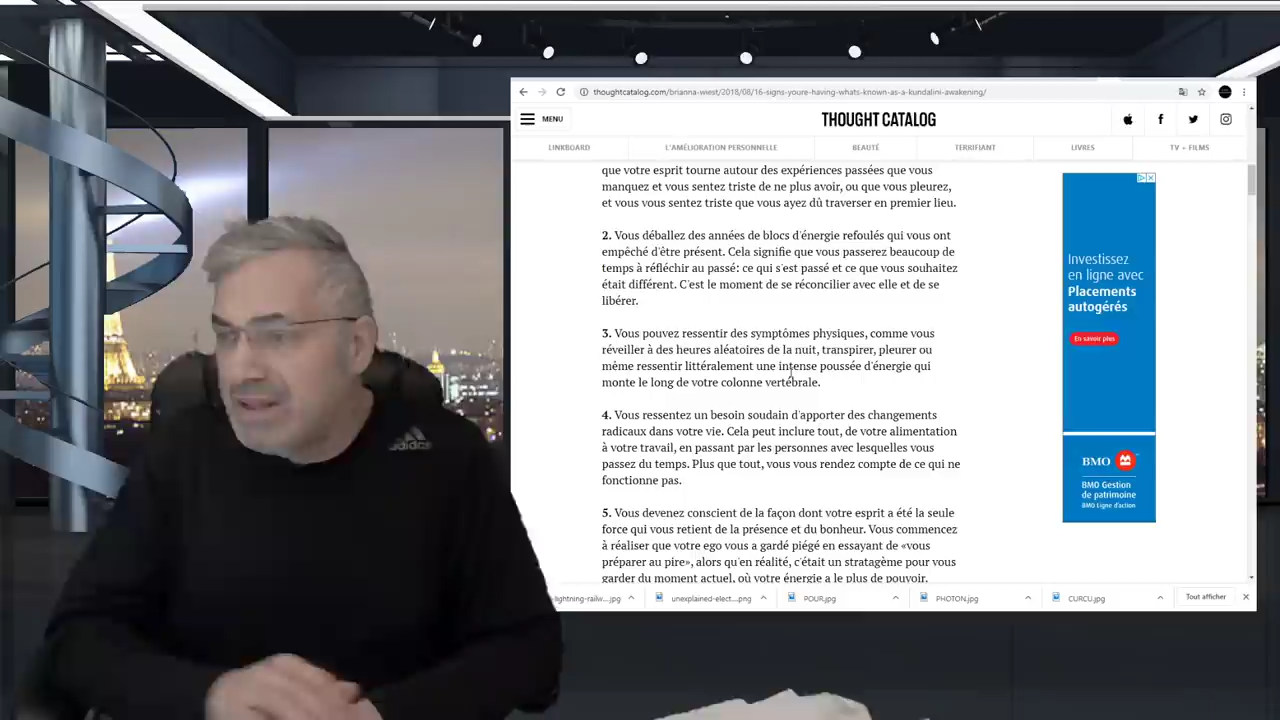 thoughtcatalog.com/brianna-wiest/2018/08/16-signs-youre-having-whats-known-as-a-kundalini-awakening/
MENU
THOUGHT CATALOG
LINKBOARD
L'AMÉLIORATION PERSONNELLE
BEAUTÉ
TERRIFIANT
LIVRES
TV + FILMS
que votre esprit tourne autour des expériences passées que vous
manquez et vous sentez triste de ne plus avoir, ou que vous pleurez,
et vous vous sentez triste que vous ayez dû traverser en premier lieu.
2. Vous déballez des années de blocs d'énergie refoulés qui vous ont
empêché d'être présent. Cela signifie que vous passerez beaucoup de
temps à réfléchir au passé: ce qui s'est passé et ce que vous souhaitez
était différent. C'est le moment de se réconcilier avec elle et de se
libérer.
3. Vous pouvez ressentir des symptômes physiques, comme vous
réveiller à des heures aléatoires de la nuit, transpirer, pleurer ou
même ressentir littéralement une intense poussée d'énergie qui
monte le long de votre colonne vertébrale.
4. Vous ressentez un besoin soudain d'apporter des changements
radicaux dans votre vie. Cela peut inclure tout, de votre alimentation
à votre travail, en passant par les personnes avec lesquelles vous
passez du temps. Plus que tout, vous vous rendez compte de ce qui ne
fonctionne pas.
5. Vous devenez conscient de la façon dont votre esprit a été la seule
force qui vous retient de la présence et du bonheur. Vous commencez
à réaliser que votre ego vous a gardé piégé en essayant de «vous
préparer au pire», alors qu'en réalité, c'était un stratagème pour vous
garder du moment actuel, où votre énergie a le plus de pouvoir.
Investissez
en ligne avec
Placements
autogérés
En savoir plus
BMO
BMO Gestion
de patrimoine
BMO Ligne d'action
adidas
-lightning-railw....jpg
unexplained-elect....png
POUR.jpg
PHOTON.jpg
CURCU.jpg
Tout afficher